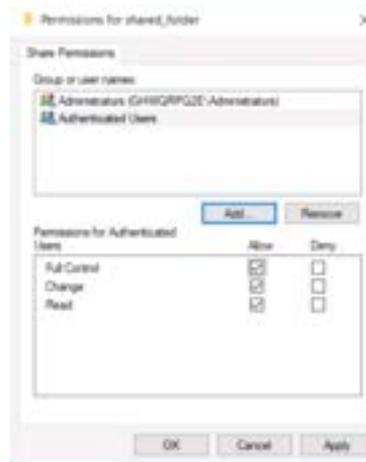 Permissions for shared_folder
Share Permissions
Group or user names:
Administrators
Authenticated Users
Add... Remove
Permissions for Authenticated
Users Allow Deny
Full Control
Change
Read
OK Cancel Apply